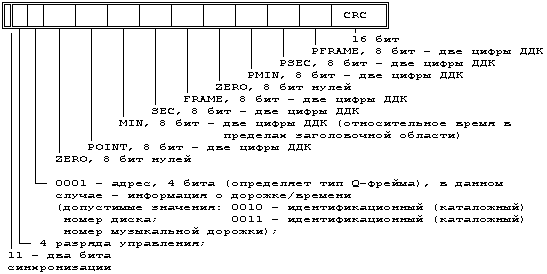 CRC
16 бит
PFRAME, 8 бит - две цифры ДДК
PSEC, 8 бит - две цифры ДДК
PMIN, 8 бит - две цифры ДДК
ZERO, 8 бит нулей
FRAME, 8 бит - две цифры ДДК
SEC, 8 бит - две цифры ДДК
MIN, 8 бит - две цифры ДДК (относительное время в
пределах заголовочной области)
POINT, 8 бит - две цифры ДДК
ZERO, 8 бит нулей
0001 - адрес, 4 бита (определяет тип Q-фрейма), в данном
случае - информация о дорожке/времени
(допустимые значения: 0010 - идентификационный (каталожный)
номер диска; 0011 - идентификационный (каталожный)
номер музыкальной дорожки);
4 разряда управления;
11 - два бита
синхронизации